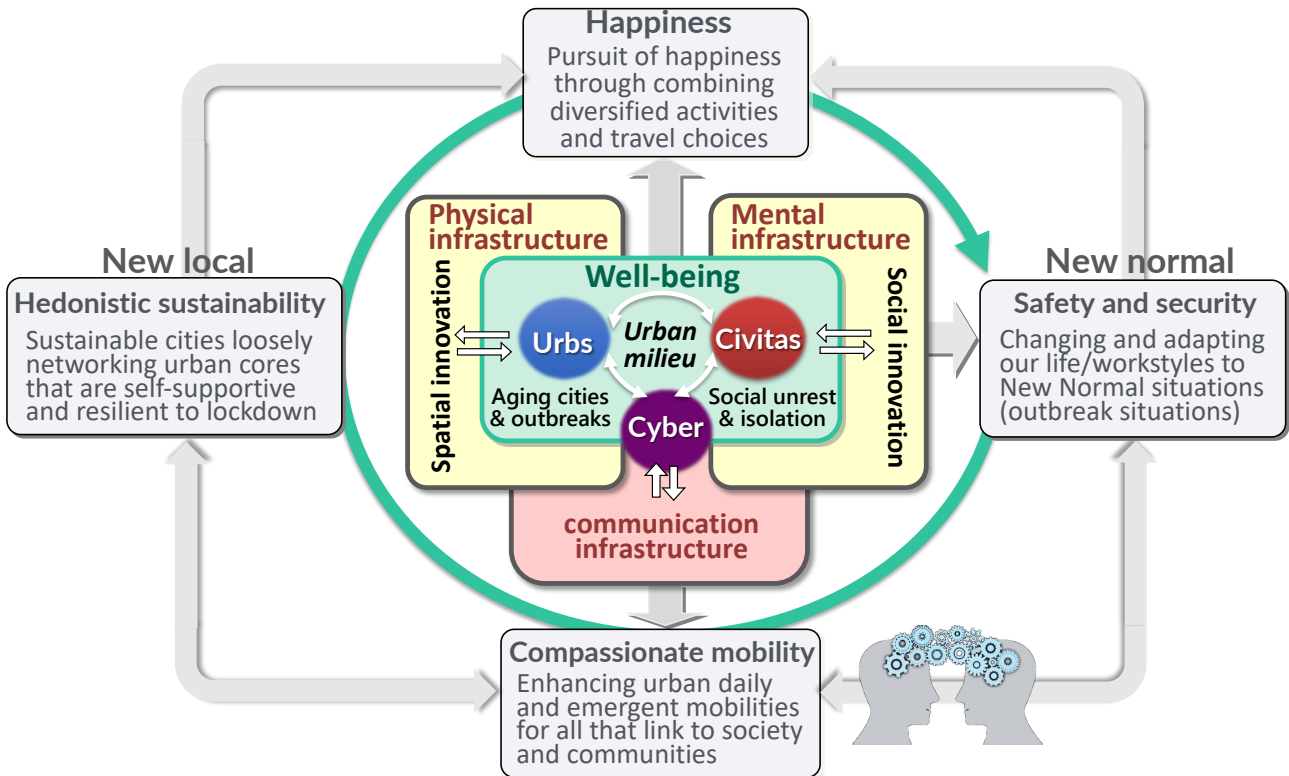 Happiness
Pursuit of happiness
through combining
diversified activities
and travel choices
New local
Hedonistic sustainability
Sustainable cities loosely
networking urban cores
that are self-supportive
and resilient to lockdown
Physical
infrastructure
Spatial innovation
Mental
infrastructure
Social innovation
Well-being
Urbs
Urban
milieu
Civitas
Aging cities
& outbreaks
Social unrest
& isolation
Cyber
communication
infrastructure
New normal
Safety and security
Changing and adapting
our life/workstyles to
New Normal situations
(outbreak situations)
Compassionate mobility
Enhancing urban daily
and emergent mobilities
for all that link to society
and communities